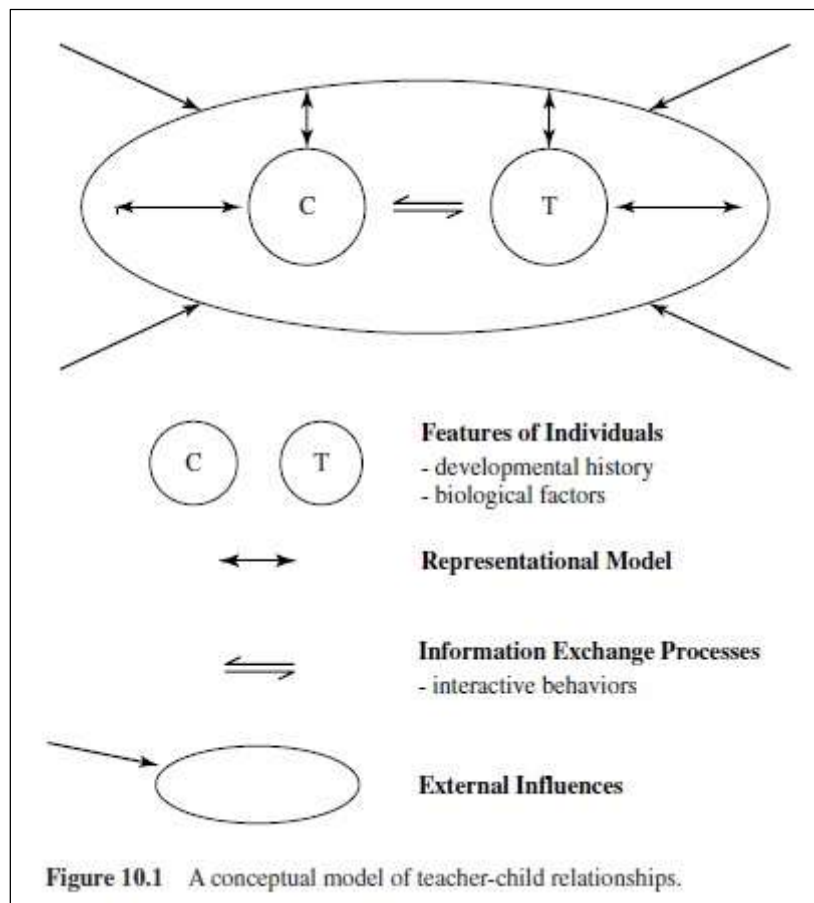 C T
C T Features of Individuals
- developmental history
- biological factors
Representational Model
Information Exchange Processes
- interactive behaviors
External Influences
Figure 10.1 A conceptual model of teacher-child relationships.